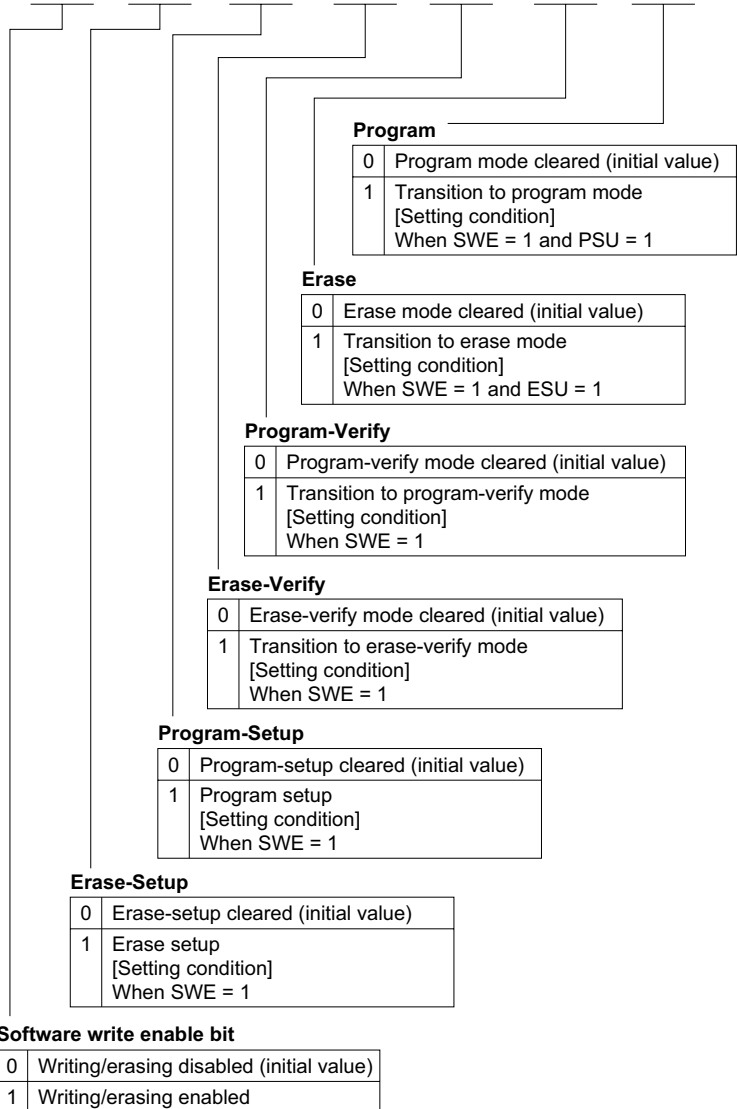 Program
0 Program mode cleared (initial value)
1 Transition to program mode
[Setting condition]
When SWE = 1 and PSU = 1
Erase
0 Erase mode cleared (initial value)
1 Transition to erase mode
[Setting condition]
When SWE = 1 and ESU = 1
Program-Verify
0 Program-verify mode cleared (initial value)
1 Transition to program-verify mode
[Setting condition]
When SWE = 1
Erase-Verify
0 Erase-verify mode cleared (initial value)
1 Transition to erase-verify mode
[Setting condition]
When SWE = 1
Program-Setup
0 Program-setup cleared (initial value)
1 Program setup
[Setting condition]
When SWE = 1
Erase-Setup
0 Erase-setup cleared (initial value)
1 Erase setup
[Setting condition]
When SWE = 1
Software write enable bit
0 Writing/erasing disabled (initial value)
1 Writing/erasing enabled